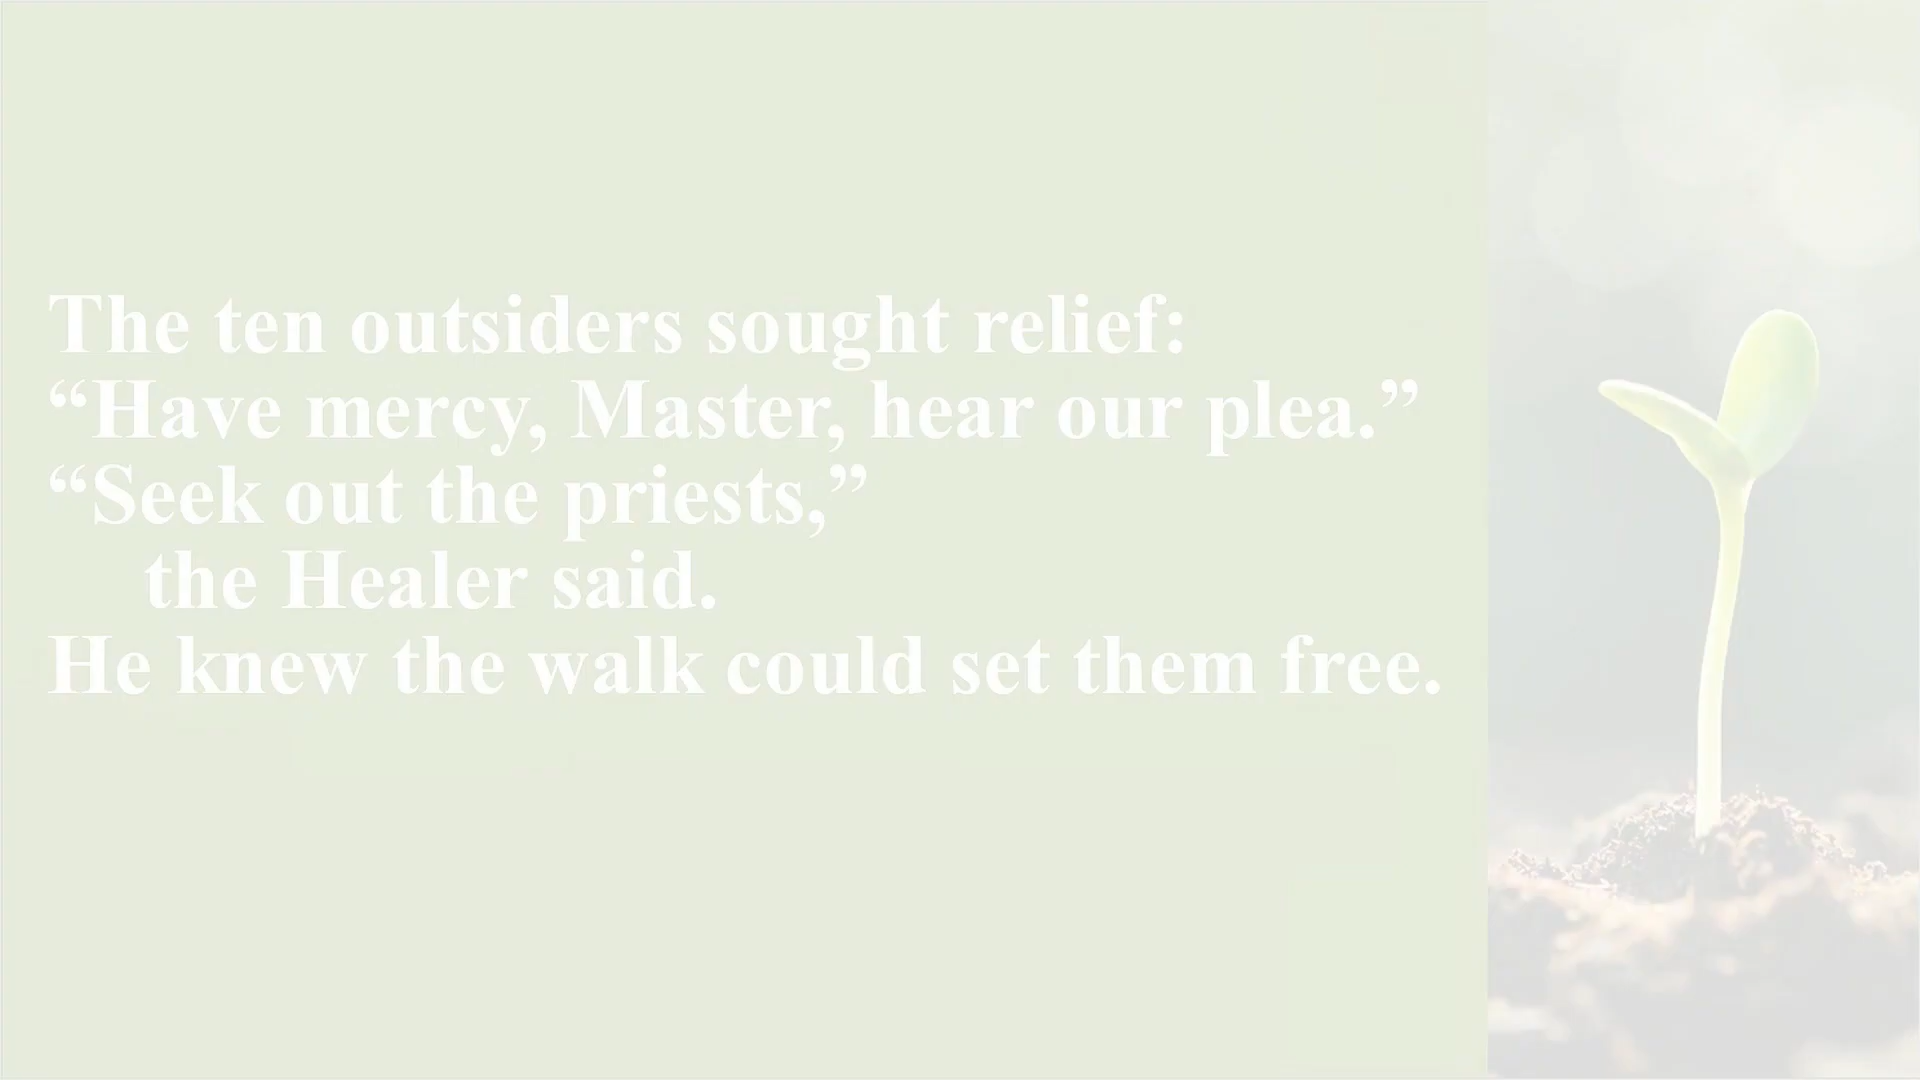 The ten outsiders sought relief:
“Have mercy, Master, hear our plea.”
“Seek out the priests,”
the Healer said.
He knew the walk could set them free.